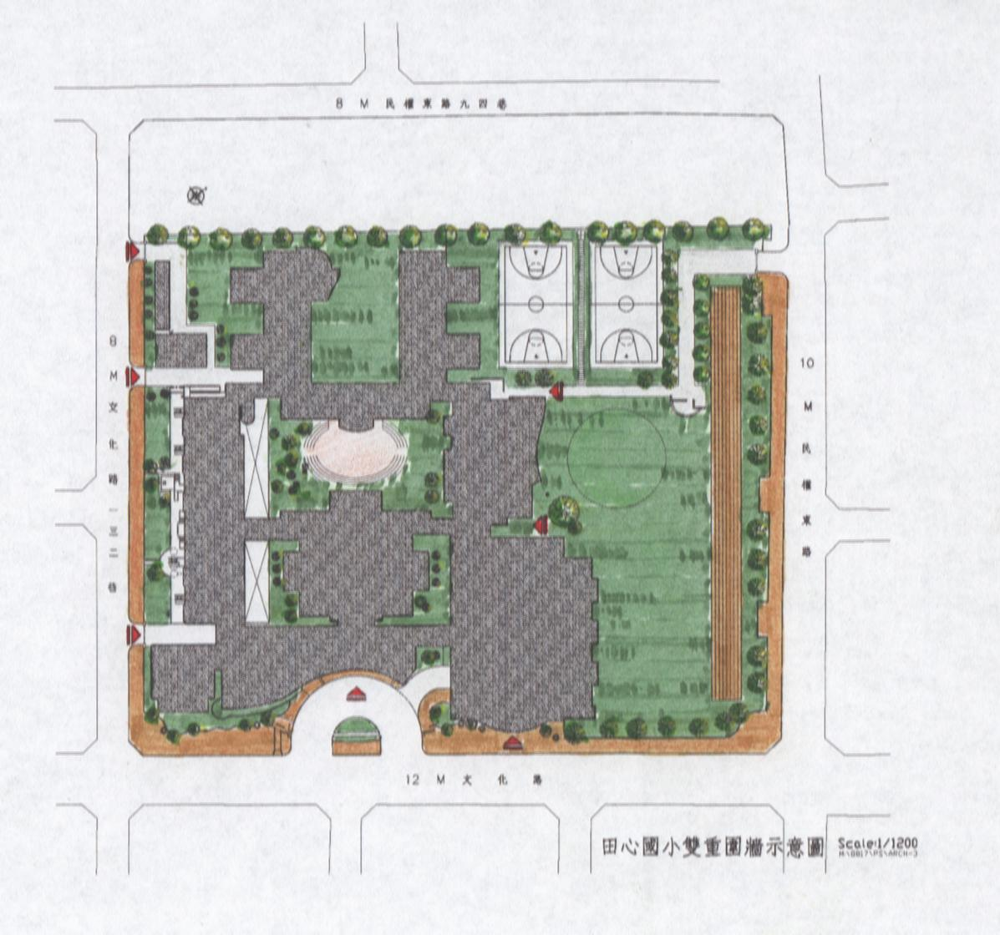 8 M 民權東路九四巷
8 M 文化路一三二巷
10 M 民權東路
12 M 文化路
田心國小雙重圍牆示意圖 Scale:1/1200